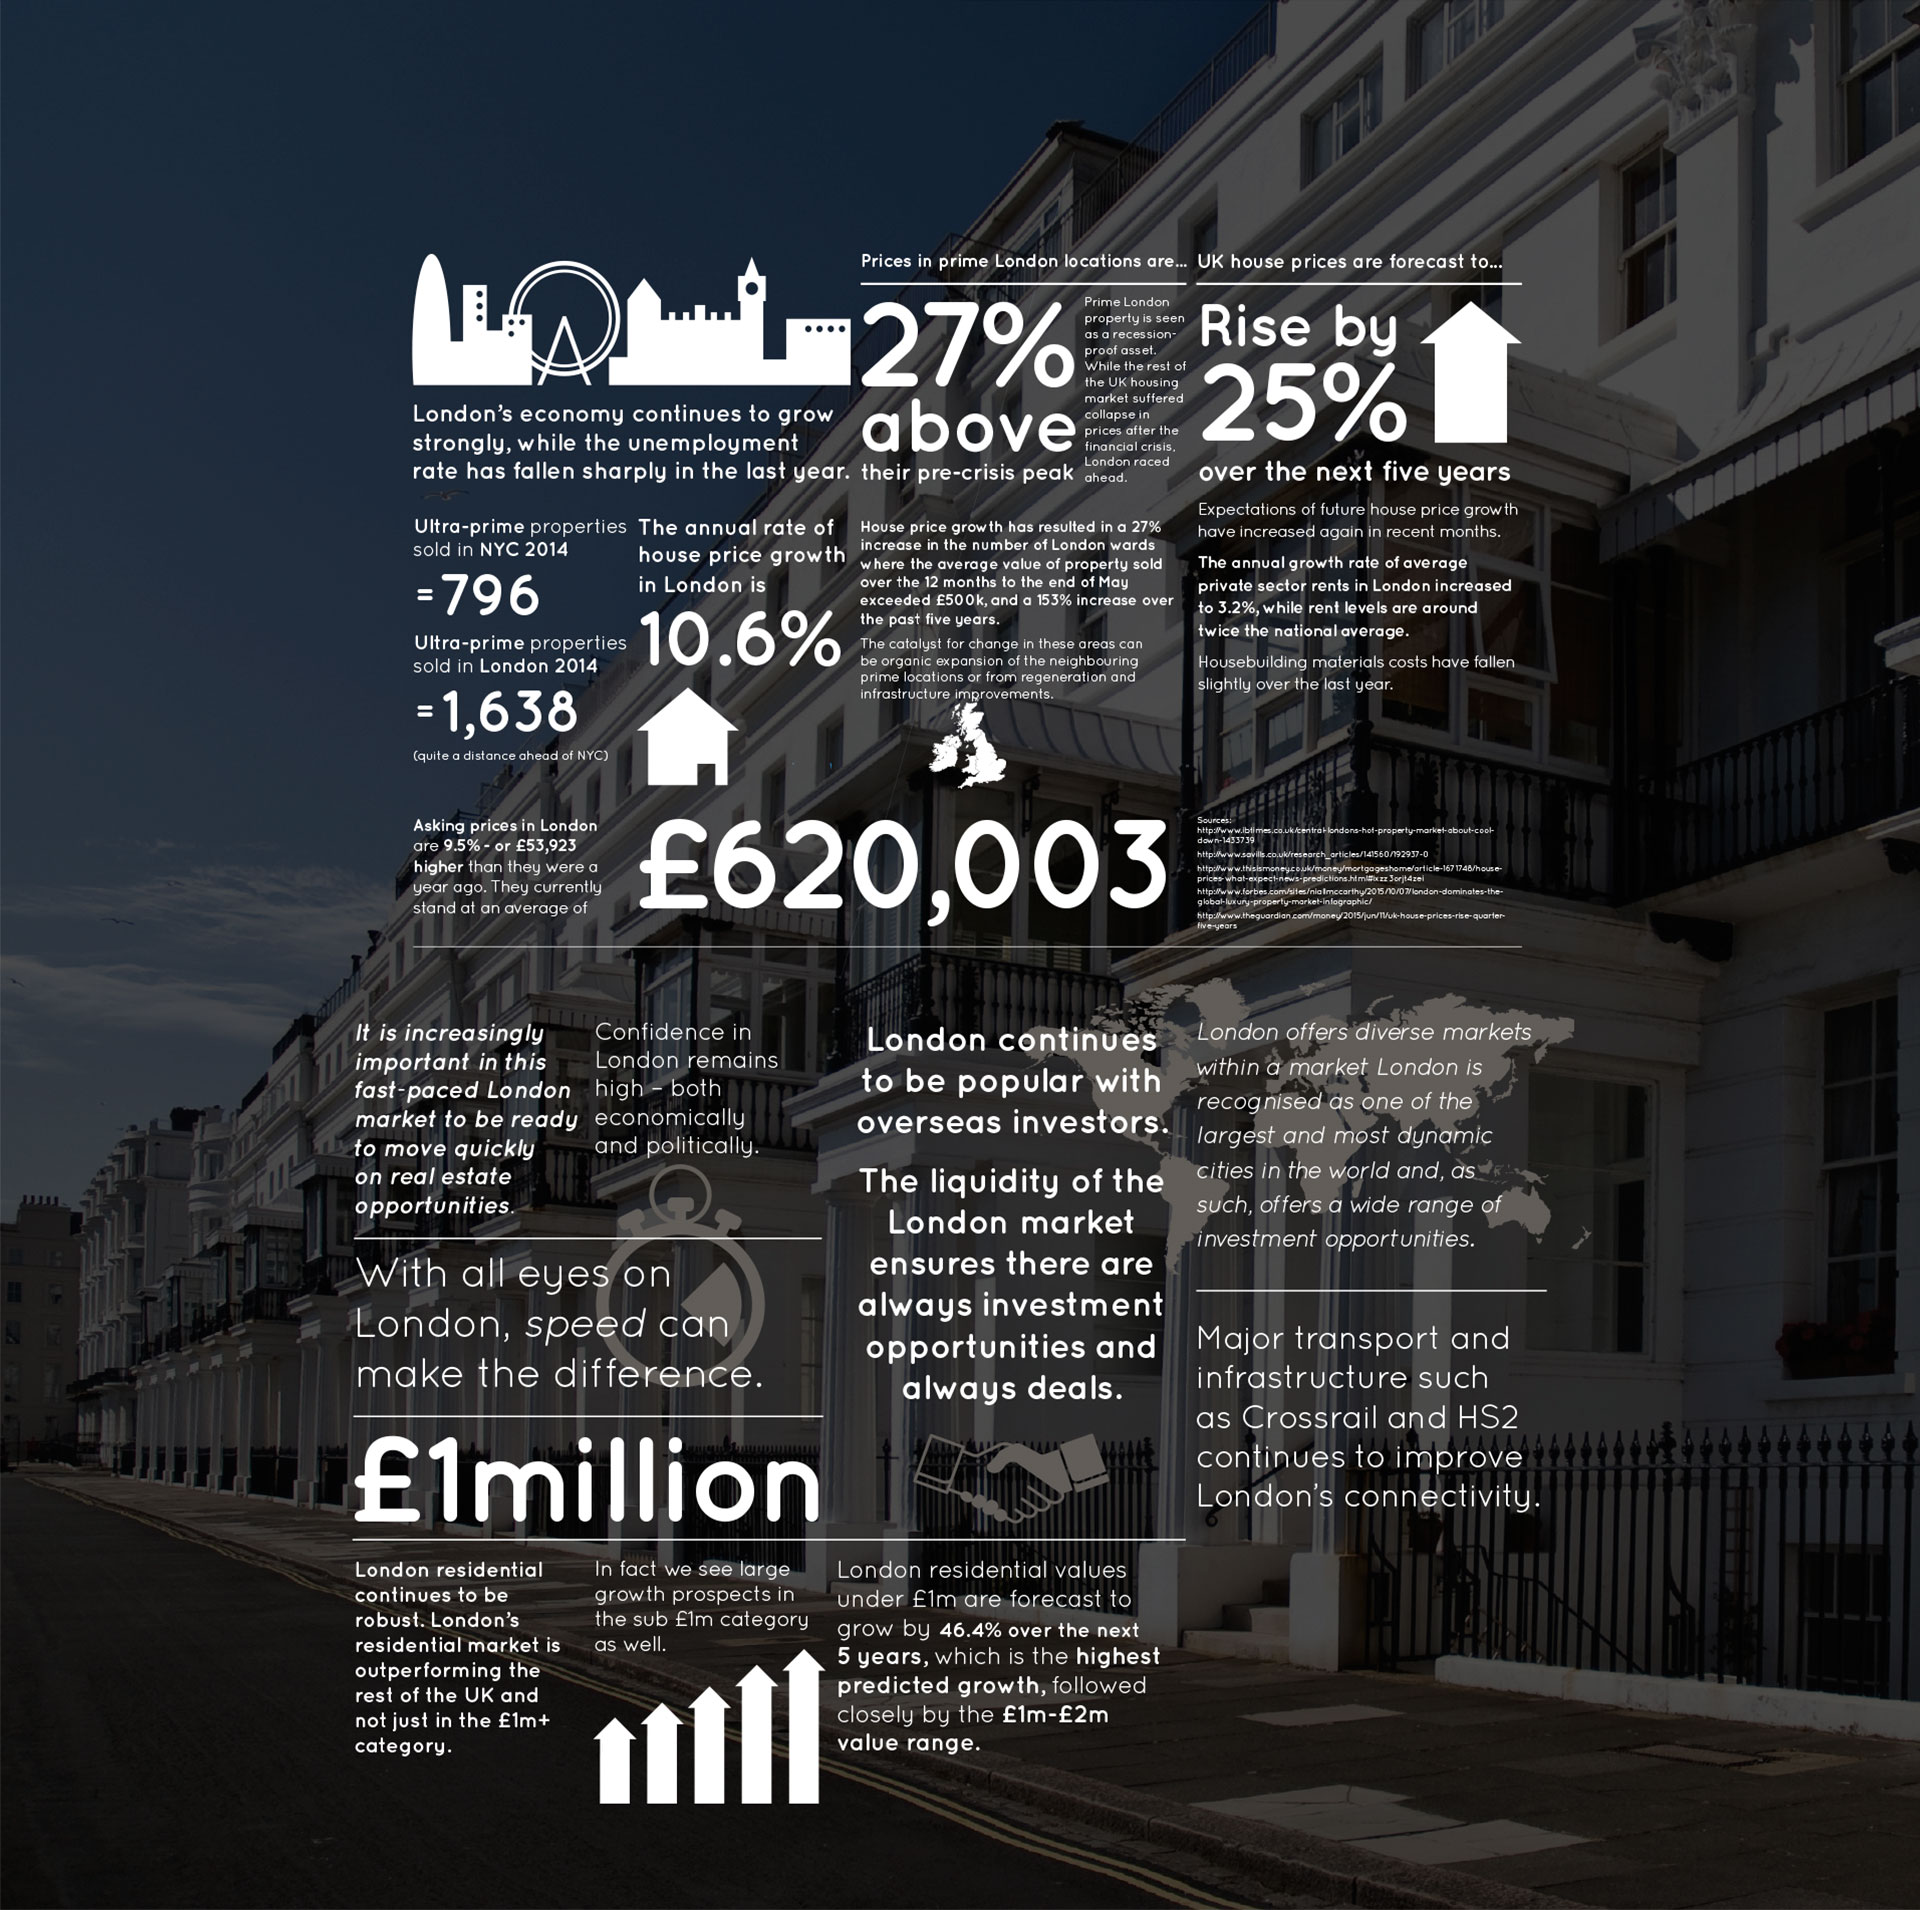 London's economy continues to grow
strongly, while the unemployment
rate has fallen sharply in the last year.
Prices in prime London locations are...
27%
above
their pre-crisis peak
Prime London
property is seen
as a recession-
proof asset.
While the rest of
the UK housing
market suffered
collapse in
prices after the
financial crisis,
London raced
ahead.
UK house prices are forecast to...
Rise by
25%
over the next five years
Expectations of future house price growth
have increased again in recent months.
The annual growth rate of average
private sector rents in London increased
to 3.2%, while rent levels are around
twice the national average.
Housebuilding materials costs have fallen
slightly over the last year.
Ultra-prime properties
sold in NYC 2014
=796
Ultra-prime properties
sold in London 2014
=1,638
(quite a distance ahead of NYC)
The annual rate of
house price growth
in London is
10.6%
House price growth has resulted in a 27%
increase in the number of London wards
where the average value of property sold
over the 12 months to the end of May
exceeded £500k, and a 153% increase over
the past five years.
The catalyst for change in these areas can
be organic expansion of the neighbouring
prime locations or from regeneration and
infrastructure improvements.
Asking prices in London
are 9.5% - or £53,923
higher than they were a
year ago. They currently
stand at an average of
£620,003
Sources:
http://www.ibtimes.co.uk/central-londons-hot-property-market-about-cool-
down-1433739
http://www.savills.co.uk/research_articles/141560/192937-0
http://www.thisismoney.co.uk/money/mortgageshome/article-1671748/house-
prices-what-expect-news-predictions.html#ixzz3orjt4zei
http://www.forbes.com/sites/niallmccarthy/2015/10/07/london-dominates-the-
global-luxury-property-market-infographic/
http://www.theguardian.com/money/2015/jun/11/uk-house-prices-rise-quarter-
five-years
It is increasingly
important in this
fast-paced London
market to be ready
to move quickly
on real estate
opportunities.
Confidence in
London remains
high – both
economically
and politically.
With all eyes on
London, speed can
make the difference.
£1million
London residential
continues to be
robust. London's
residential market is
outperforming the
rest of the UK and
not just in the £1m+
category.
In fact we see large
growth prospects in
the sub £1m category
as well.
London continues
to be popular with
overseas investors.
The liquidity of the
London market
ensures there are
always investment
opportunities and
always deals.
London residential values
under £1m are forecast to
grow by 46.4% over the next
5 years, which is the highest
predicted growth, followed
closely by the £1m-£2m
value range.
London offers diverse markets
within a market London is
recognised as one of the
largest and most dynamic
cities in the world and, as
such, offers a wide range of
investment opportunities.
Major transport and
infrastructure such
as Crossrail and HS2
continues to improve
London's connectivity.